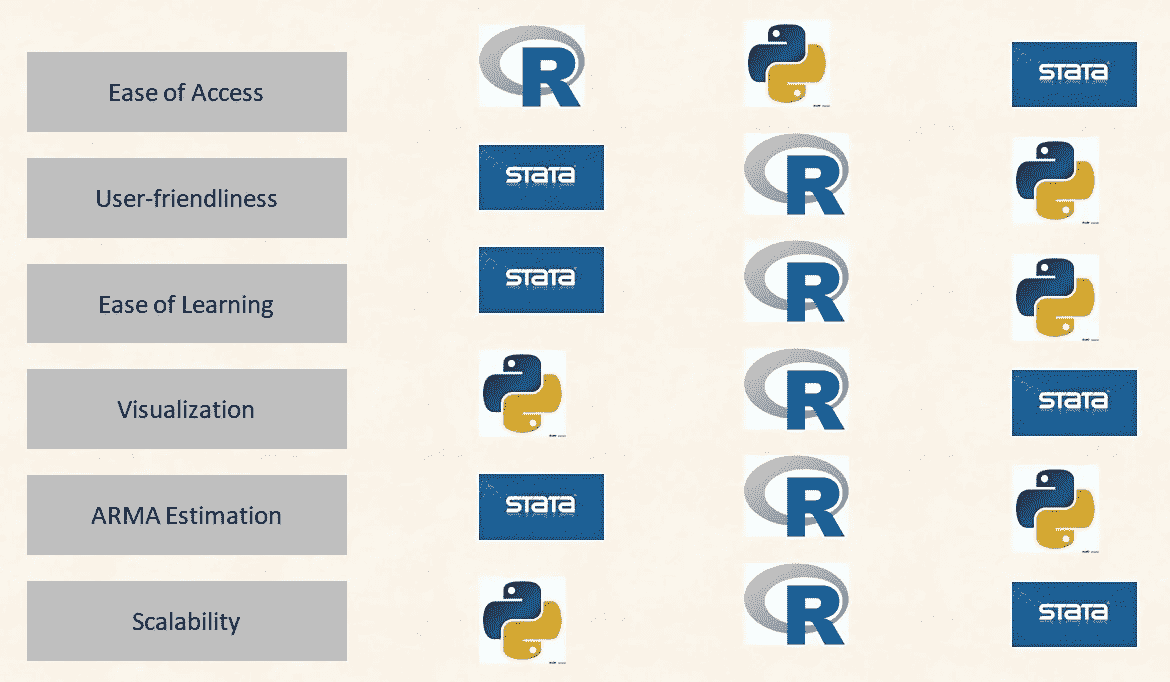 Ease of Access
R
STATA
User-friendliness
STATA
R
Ease of Learning
STATA
R
Visualization
R
STATA
ARMA Estimation
STATA
R
Scalability
R
STATA